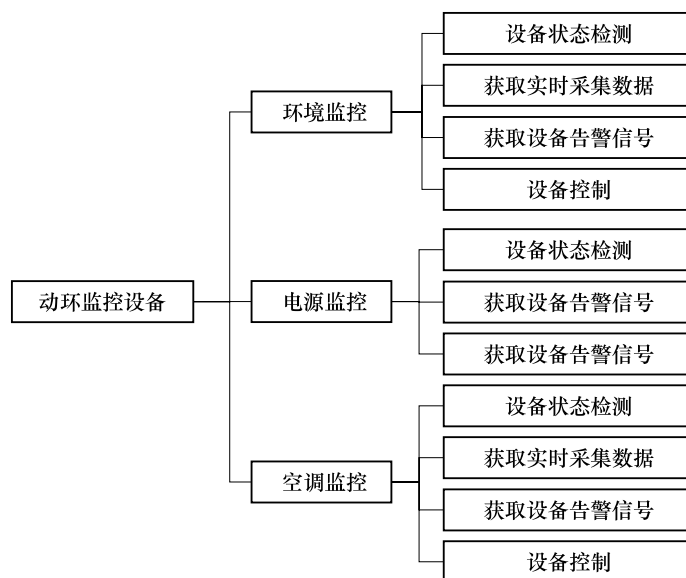 动环监控设备
环境监控
设备状态检测
获取实时采集数据
获取设备告警信号
设备控制
电源监控
设备状态检测
获取设备告警信号
获取设备告警信号
空调监控
设备状态检测
获取实时采集数据
获取设备告警信号
设备控制